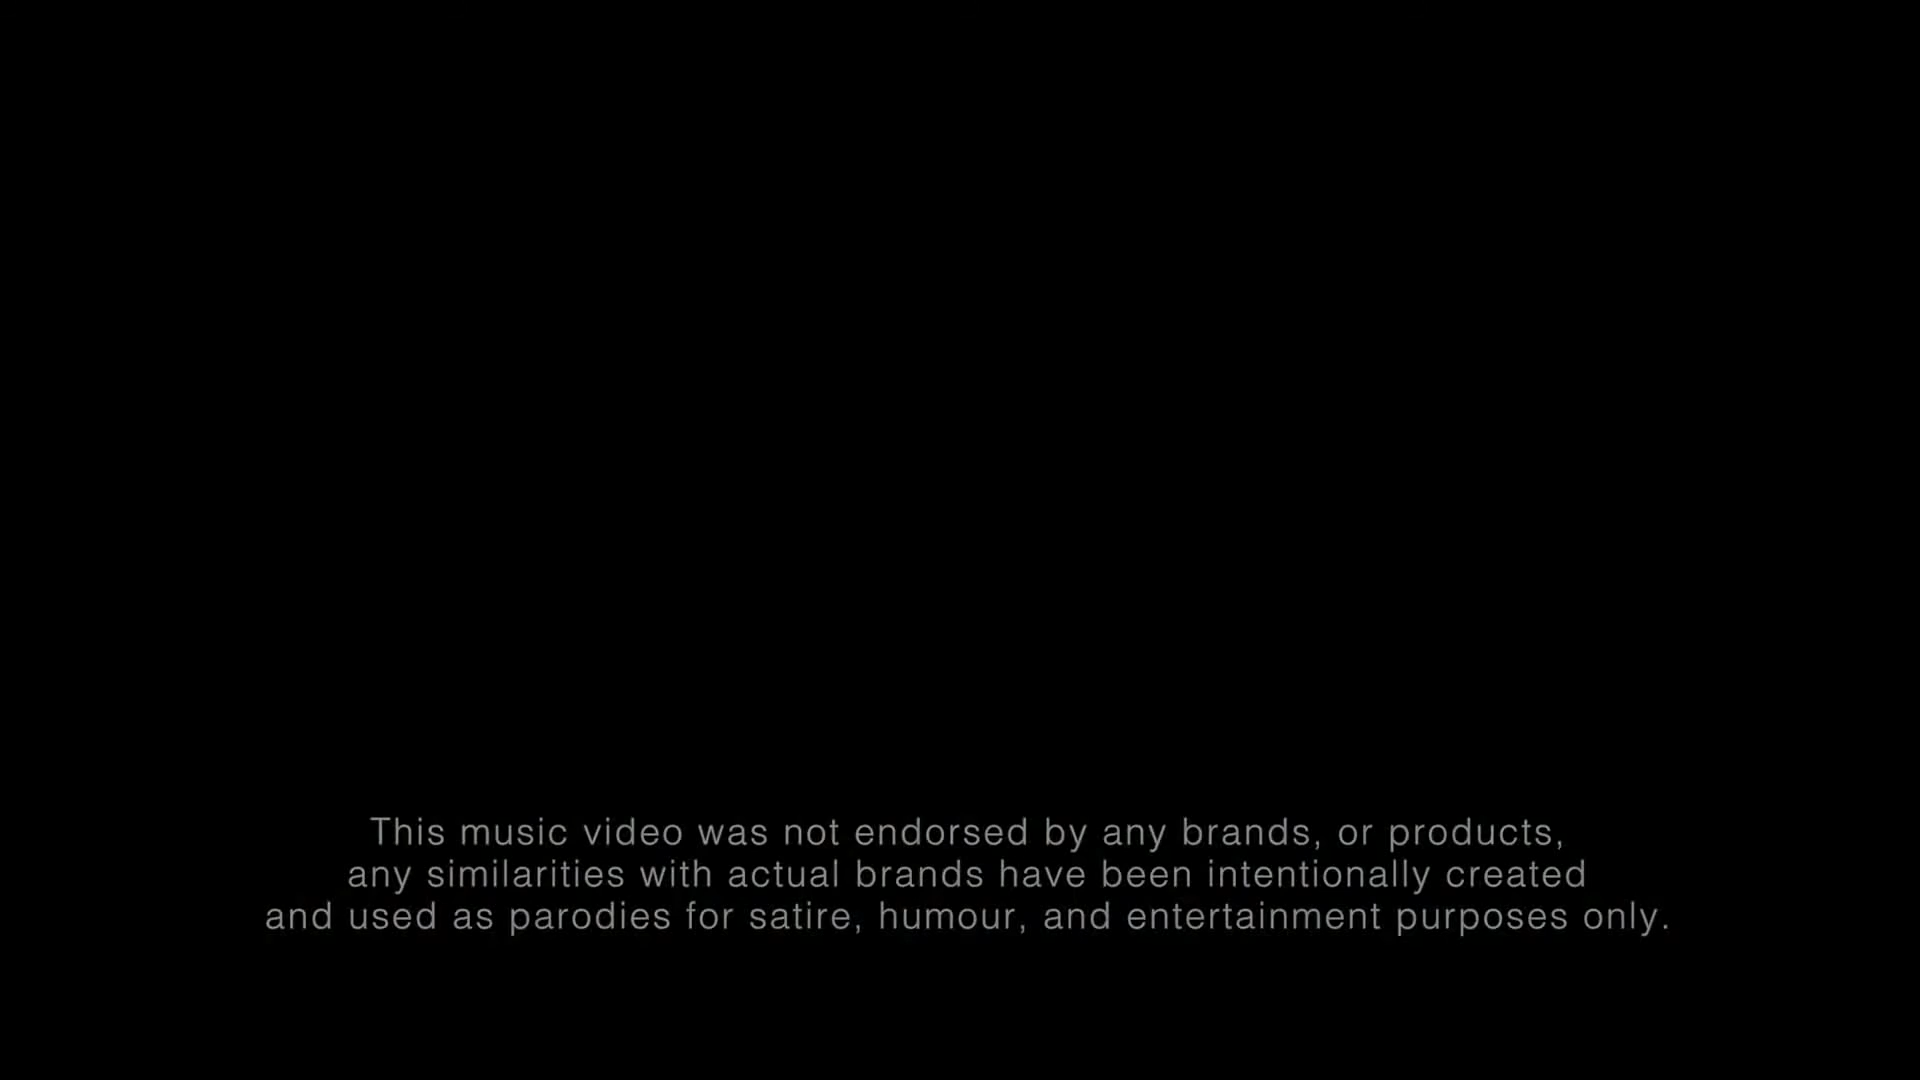 This music video was not endorsed by any brands, or products,
any similarities with actual brands have been intentionally created
and used as parodies for satire, humour, and entertainment purposes only.